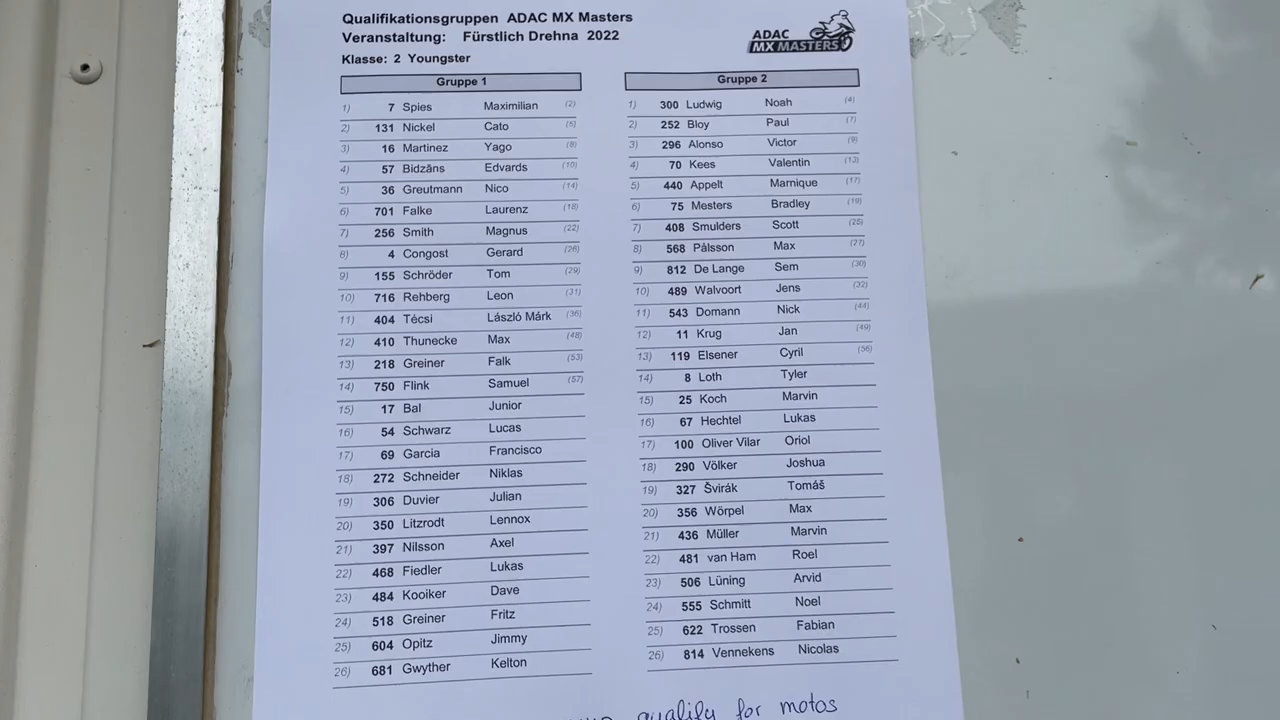 Qualifikationsgruppen ADAC MX Masters
Veranstaltung: Fürstlich Drehna 2022
Klasse: 2 Youngster
ADAC
MX MASTERS
Gruppe 1
1) 7 Spies Maximilian (2)
2) 131 Nickel Cato (5)
3) 16 Martinez Yago (8)
4) 57 Bidzāns Edvards (10)
5) 36 Greutmann Nico (14)
6) 701 Falke Laurenz (18)
7) 256 Smith Magnus (22)
8) 4 Congost Gerard (26)
9) 155 Schröder Tom (29)
10) 716 Rehberg Leon (31)
11) 404 Técsi László Márk (36)
12) 410 Thunecke Max (48)
13) 218 Greiner Falk (53)
14) 750 Flink Samuel (57)
15) 17 Bal Junior
16) 54 Schwarz Lucas
17) 69 Garcia Francisco
18) 272 Schneider Niklas
19) 306 Duvier Julian
20) 350 Litzrodt Lennox
21) 397 Nilsson Axel
22) 468 Fiedler Lukas
23) 484 Kooiker Dave
24) 518 Greiner Fritz
25) 604 Opitz Jimmy
26) 681 Gwyther Kelton
Gruppe 2
1) 300 Ludwig Noah (4)
2) 252 Bloy Paul (7)
3) 296 Alonso Victor (9)
4) 70 Kees Valentin (13)
5) 440 Appelt Marnique (17)
6) 75 Mesters Bradley (19)
7) 408 Smulders Scott (25)
8) 568 Pålsson Max (27)
9) 812 De Lange Sem (30)
10) 489 Walvoort Jens (32)
11) 543 Domann Nick (44)
12) 11 Krug Jan (49)
13) 119 Elsener Cyril (56)
14) 8 Loth Tyler
15) 25 Koch Marvin
16) 67 Hechtel Lukas
17) 100 Oliver Vilar Oriol
18) 290 Völker Joshua
19) 327 Švirák Tomáš
20) 356 Wörpel Max
21) 436 Müller Marvin
22) 481 van Ham Roel
23) 506 Lüning Arvid
24) 555 Schmitt Noel
25) 622 Trossen Fabian
26) 814 Vennekens Nicolas
qualify for motos